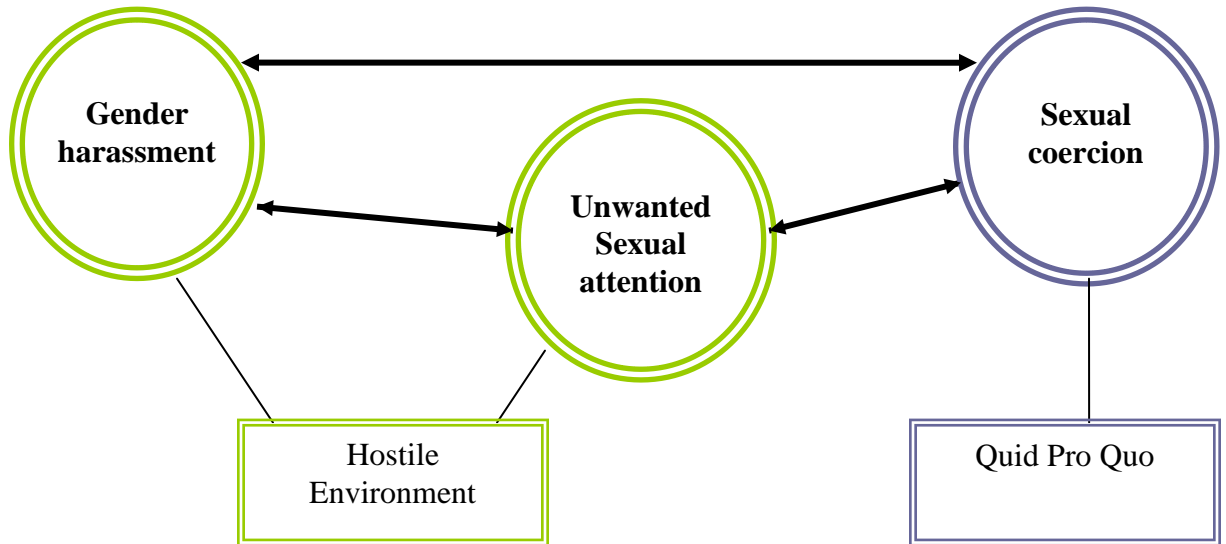 Gender
harassment
Unwanted
Sexual
attention
Sexual
coercion
Hostile
Environment
Quid Pro Quo